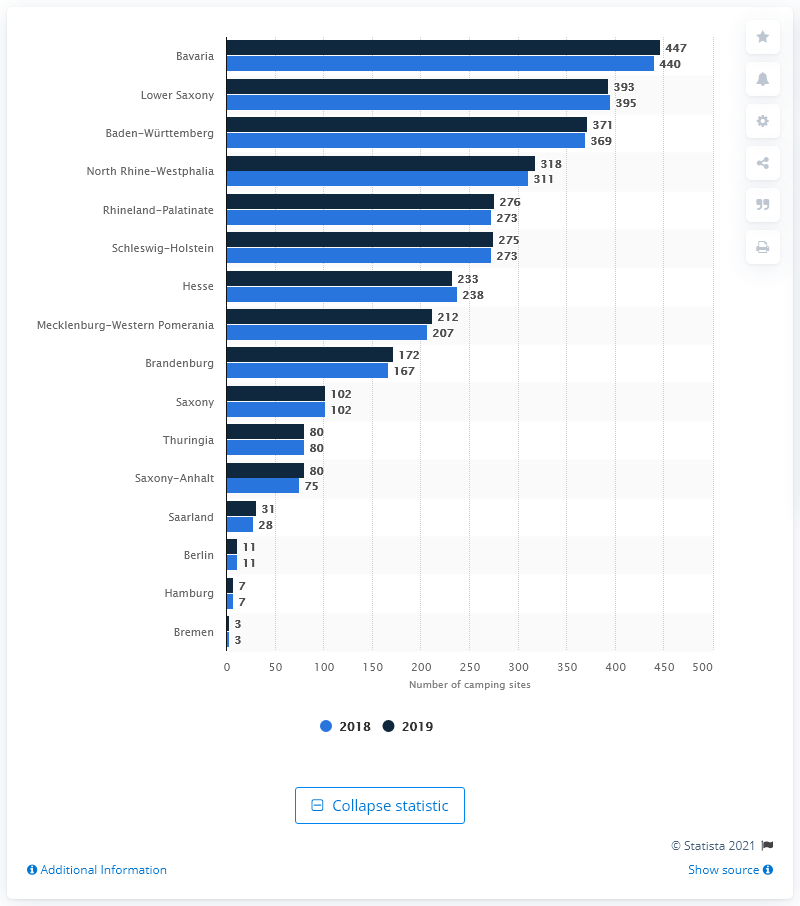 Bavaria 447
440
Lower Saxony 393
395
Baden-Württemberg 371
369
North Rhine-Westphalia 318
311
Rhineland-Palatinate 276
273
Schleswig-Holstein 275
273
Hesse 233
238
Mecklenburg-Western Pomerania 212
207
Brandenburg 172
167
Saxony 102
102
Thuringia 80
80
Saxony-Anhalt 80
75
Saarland 31
28
Berlin 11
11
Hamburg 7
7
Bremen 3
3
0 50 100 150 200 250 300 350 400 450 500
Number of camping sites
2018 2019
Collapse statistic
© Statista 2021
Additional Information Show source